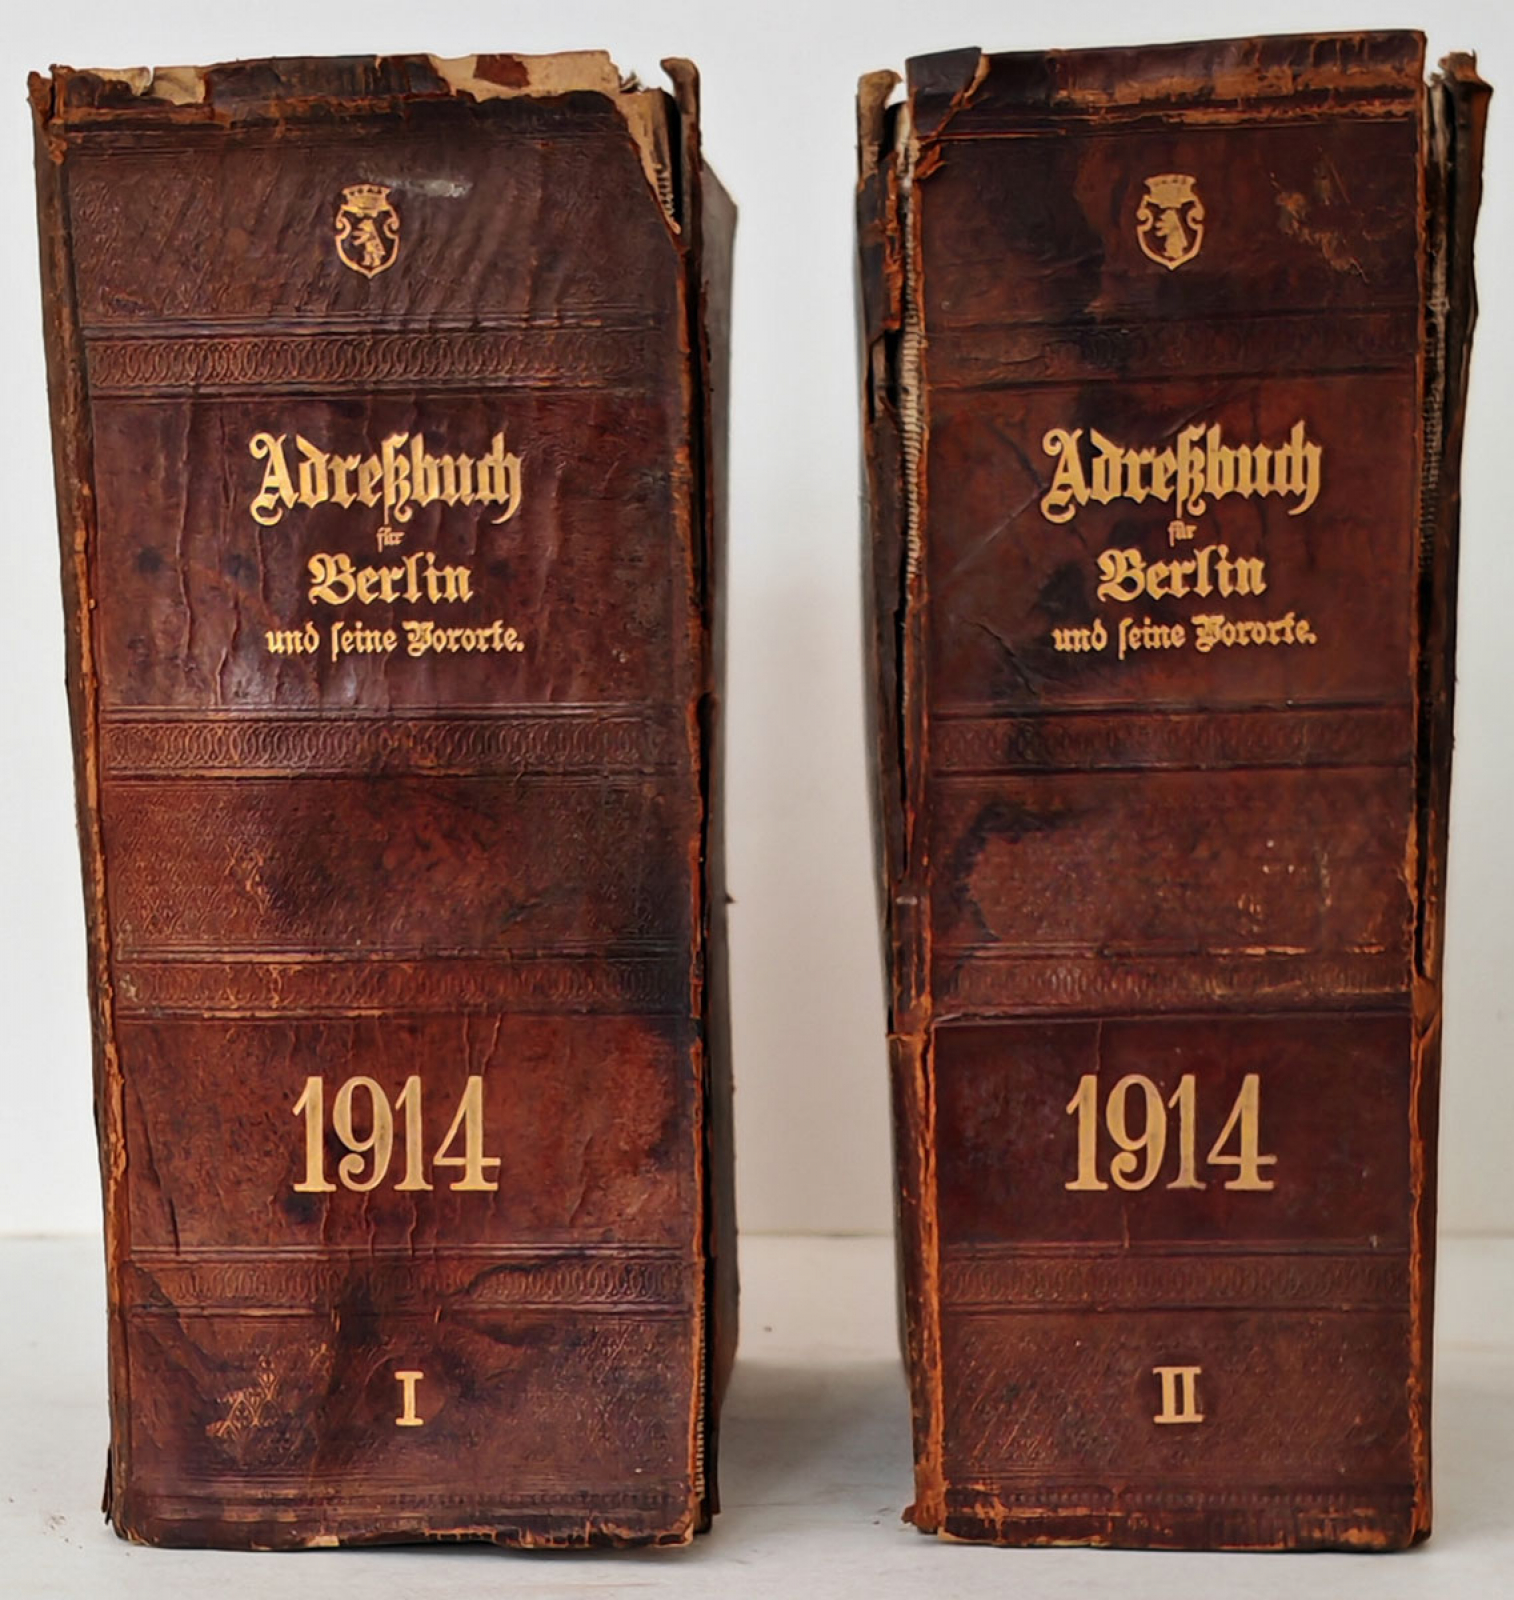 Adreßbuch
für
Berlin
und seine Vororte.
1914
I
Adreßbuch
für
Berlin
und seine Vororte.
1914
II